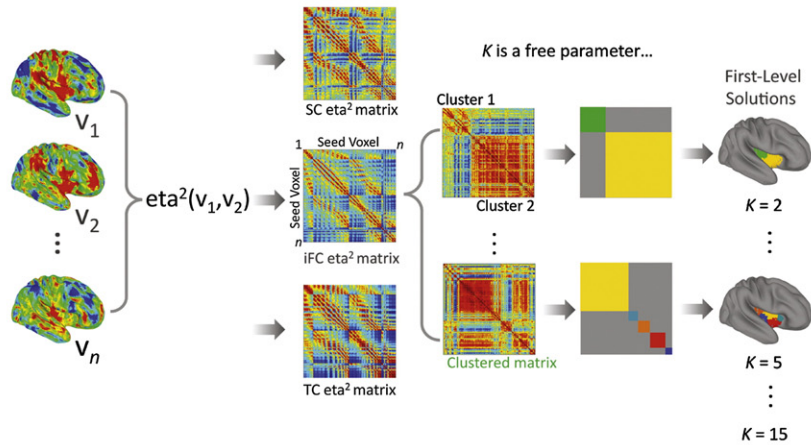 K is a free parameter...
First-Level
Solutions
SC eta² matrix
Cluster 1
V1
1 Seed Voxel n
Seed Voxel
n
eta²(v1,v2)
V2
Cluster 2
K = 2
iFC eta² matrix
Vn
TC eta² matrix
Clustered matrix
K = 5
K = 15